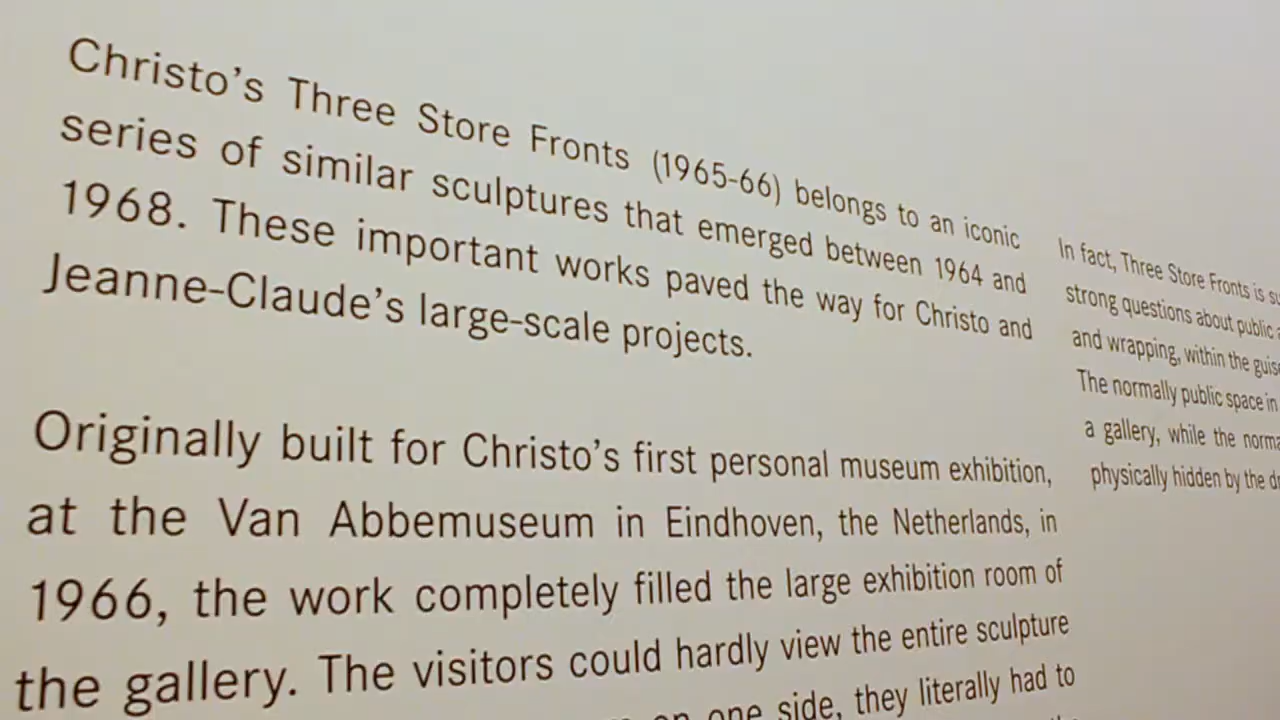 Christo's Three Store Fronts (1965-66) belongs to an iconic
series of similar sculptures that emerged between 1964 and
1968. These important works paved the way for Christo and
Jeanne-Claude's large-scale projects.
Originally built for Christo's first personal museum exhibition,
at the Van Abbemuseum in Eindhoven, the Netherlands, in
1966, the work completely filled the large exhibition room of
the gallery. The visitors could hardly view the entire sculpture
on one side, they literally had to
In fact, Three Store Fronts is
strong questions about public
and wrapping, within the
The normally public space in
a gallery, while the
physically hidden by the